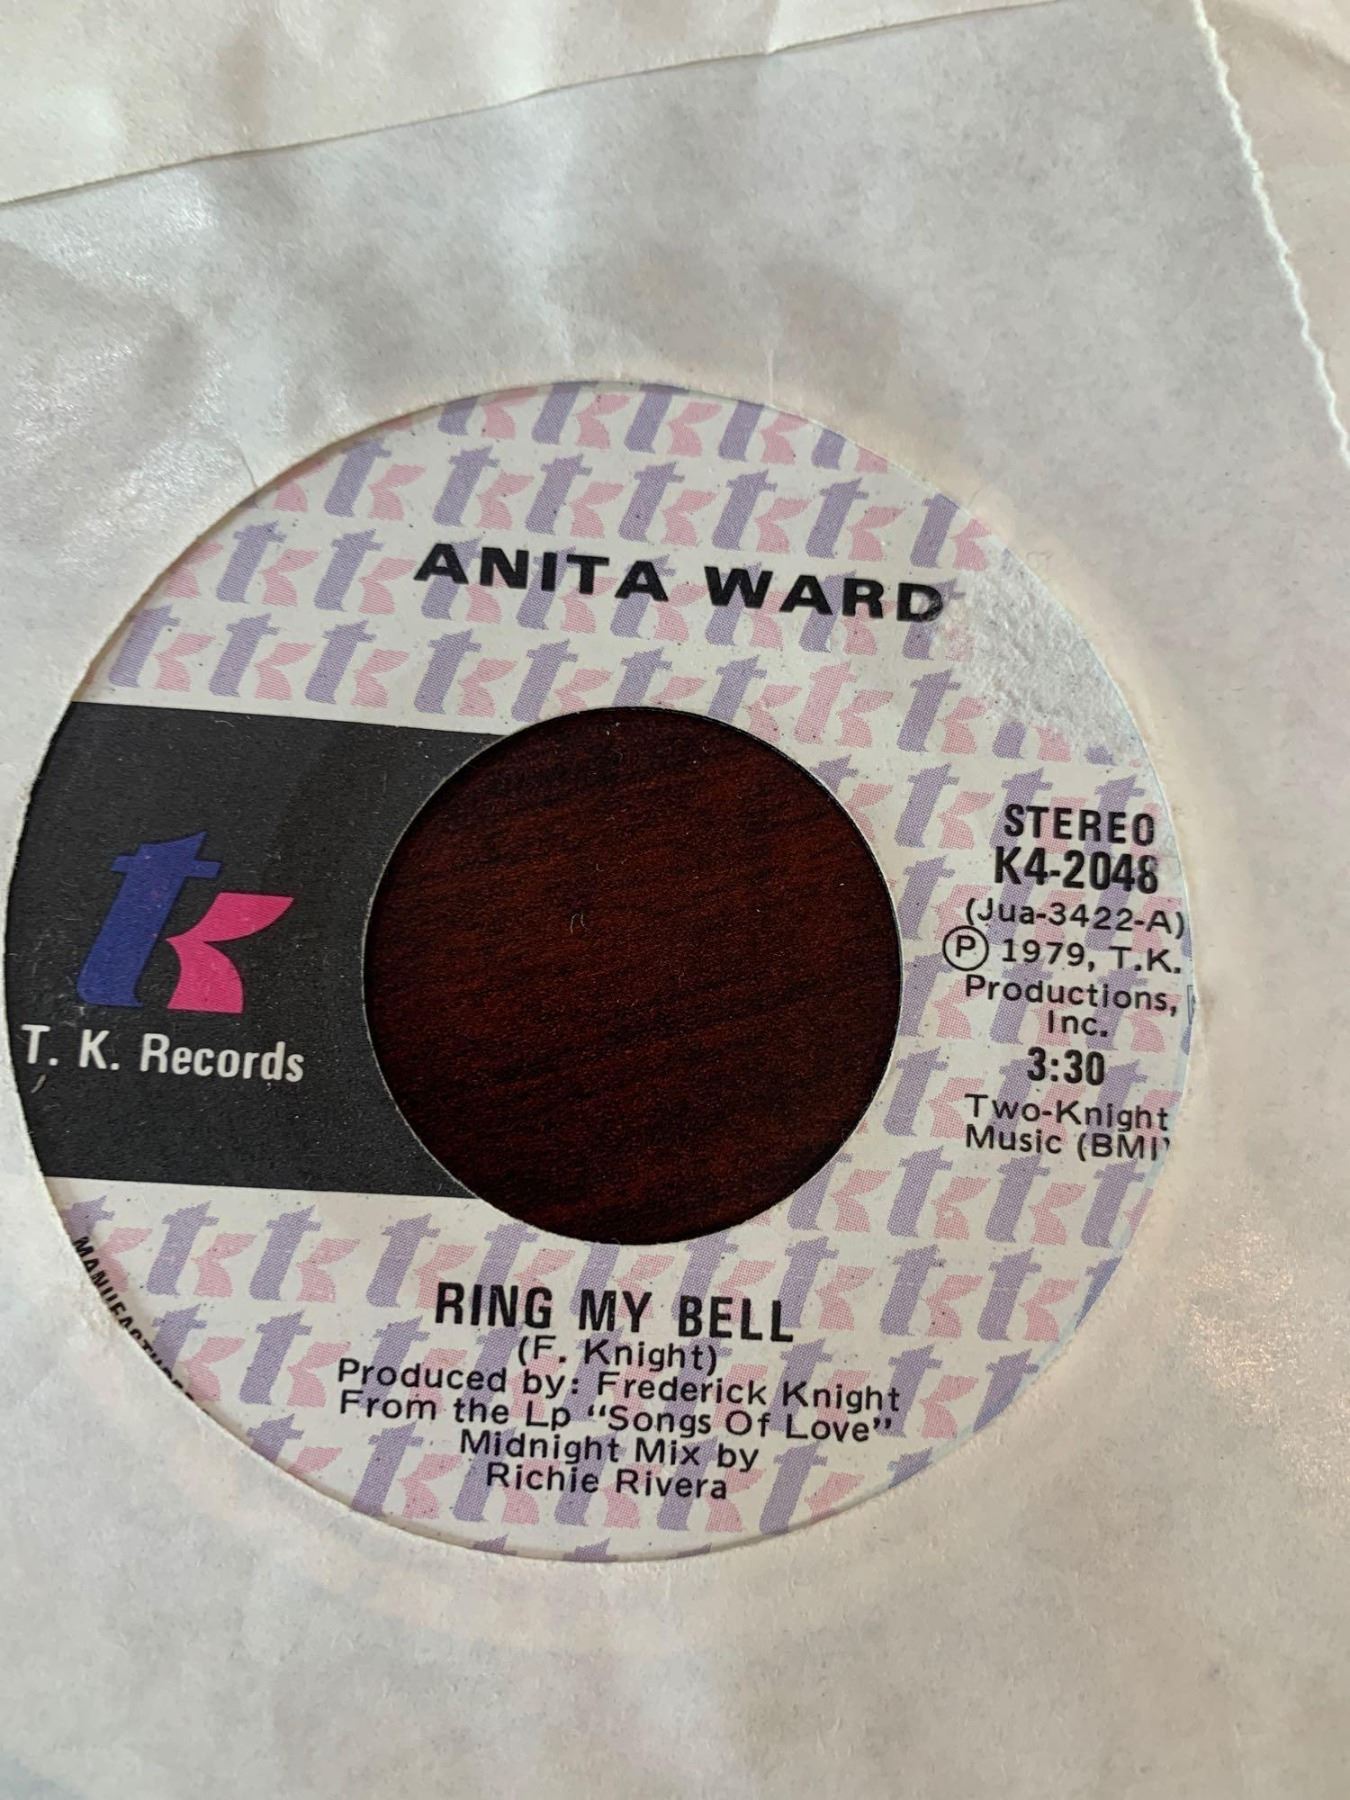 ANITA WARD
STEREO
K4-2048
(Jua-3422-A)
Ⓟ 1979, T.K.
Productions,
Inc.
3:30
Two-Knight
Music (BMI)
tk
T. K. Records
RING MY BELL
(F. Knight)
Produced by: Frederick Knight
From the Lp "Songs Of Love"
Midnight Mix by
Richie Rivera